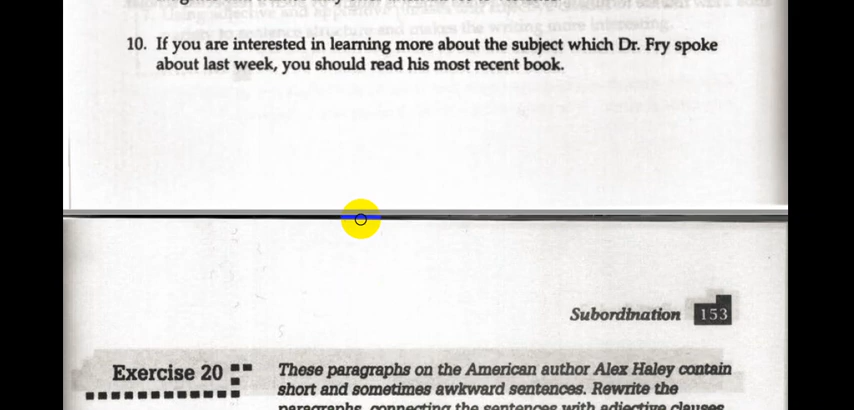 10. If you are interested in learning more about the subject which Dr. Fry spoke
about last week, you should read his most recent book.
Subordination 153
Exercise 20
These paragraphs on the American author Alex Haley contain
short and sometimes awkward sentences. Rewrite the
paragraphs, connecting the sentences with adjective clauses